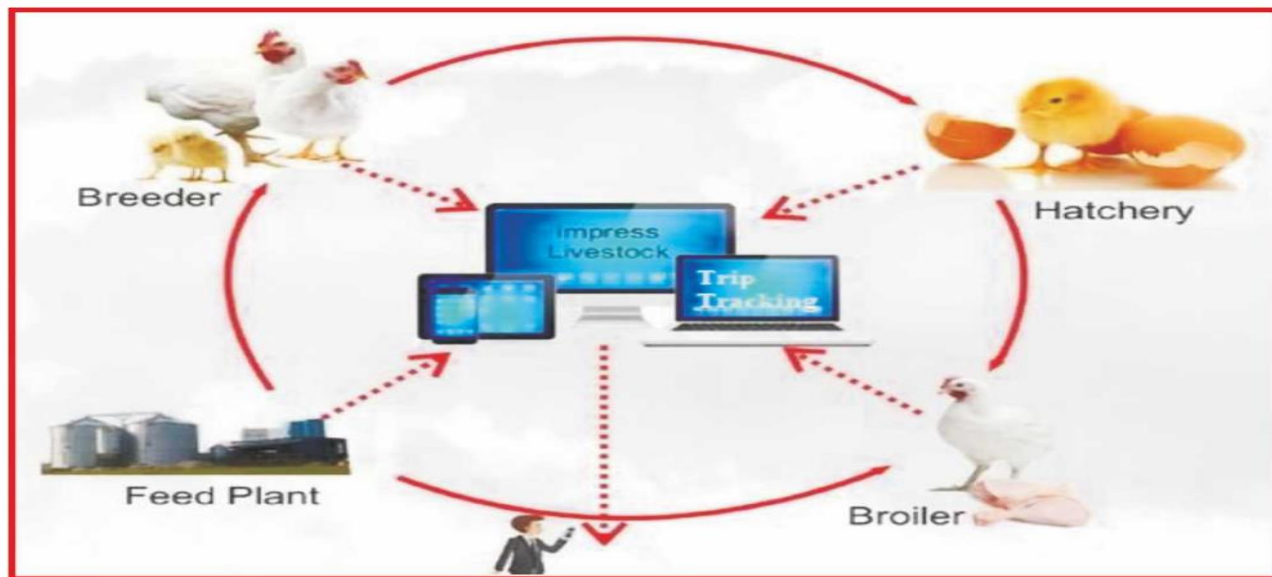 Breeder
Hatchery
Impress
Livestock
Trip
Tracking
Feed Plant
Broiler